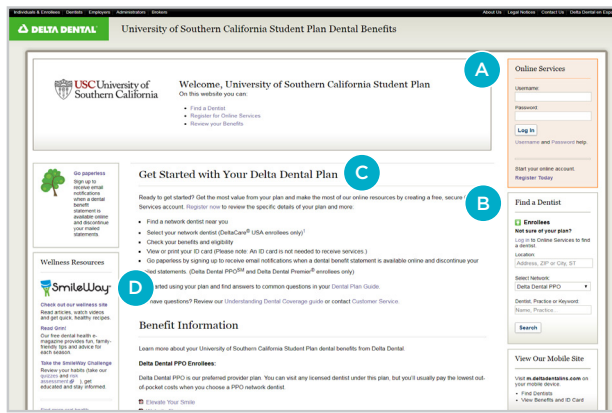 Individuals & Enrollees Dentists Employers Administrators Brokers
About Us Legal Notices Contact Us Delta Dental en Esp
DELTA DENTAL
University of Southern California Student Plan Dental Benefits
USC University of
Southern California
Welcome, University of Southern California Student Plan
On this website you can:
• Find a Dentist
• Register for Online Services
• Review your Benefits
A
Online Services
Username:
Password
Log In
Username and Password help.
Start your online account.
Register Today
Go paperless
Sign up to
receive email
notifications
when a dental
benefit
statement is
available online
and discontinue
your mailed
statements.
Get Started with Your Delta Dental Plan
C
Ready to get started? Get the most value from your plan and make the most of our online resources by creating a free, secure
Services account. Register now to review the specific details of your plan and more:
• Find a network dentist near you
• Select your network dentist (DeltaCare® USA enrollees only)1
• Check your benefits and eligibility
• View or print your ID card (Please note: An ID card is not needed to receive services.)
• Go paperless by signing up to receive email notifications when a dental benefit statement is available online and discontinue your
iled statements. (Delta Dental PPOSM and Delta Dental Premier® enrollees only)
started using your plan and find answers to common questions in your Dental Plan Guide.
have questions? Review our Understanding Dental Coverage guide or contact Customer Service.
B
Find a Dentist
Enrollees
Not sure of your plan?
Log in to Online Services to find
a dentist.
Location:
Address, ZIP or City, ST
Select Network:
Delta Dental PPO
Dentist, Practice or Keyword
Name, Practice...
Search
Wellness Resources
D
SmileWay
Check out our wellness site
Read articles, watch videos
and get quick, healthy recipes.
Read Grin!
Our free dental health e-
magazine provides fun, family-
friendly tips and advice for
each season.
Take the SmileWay Challenge
Review your habits (take our
quizzes and risk
assessment ), get
educated and stay informed.
Benefit Information
Learn more about your University of Southern California Student Plan dental benefits from Delta Dental.
Delta Dental PPO Enrollees:
Delta Dental PPO is our preferred provider plan. You can visit any licensed dentist under this plan, but you'll usually pay the lowest out-
of-pocket costs when you choose a PPO network dentist.
Elevate Your Smile
View Our Mobile Site
Visit m.deltadentalins.com on
your mobile device:
• Find Dentists
• View Benefits and ID Card